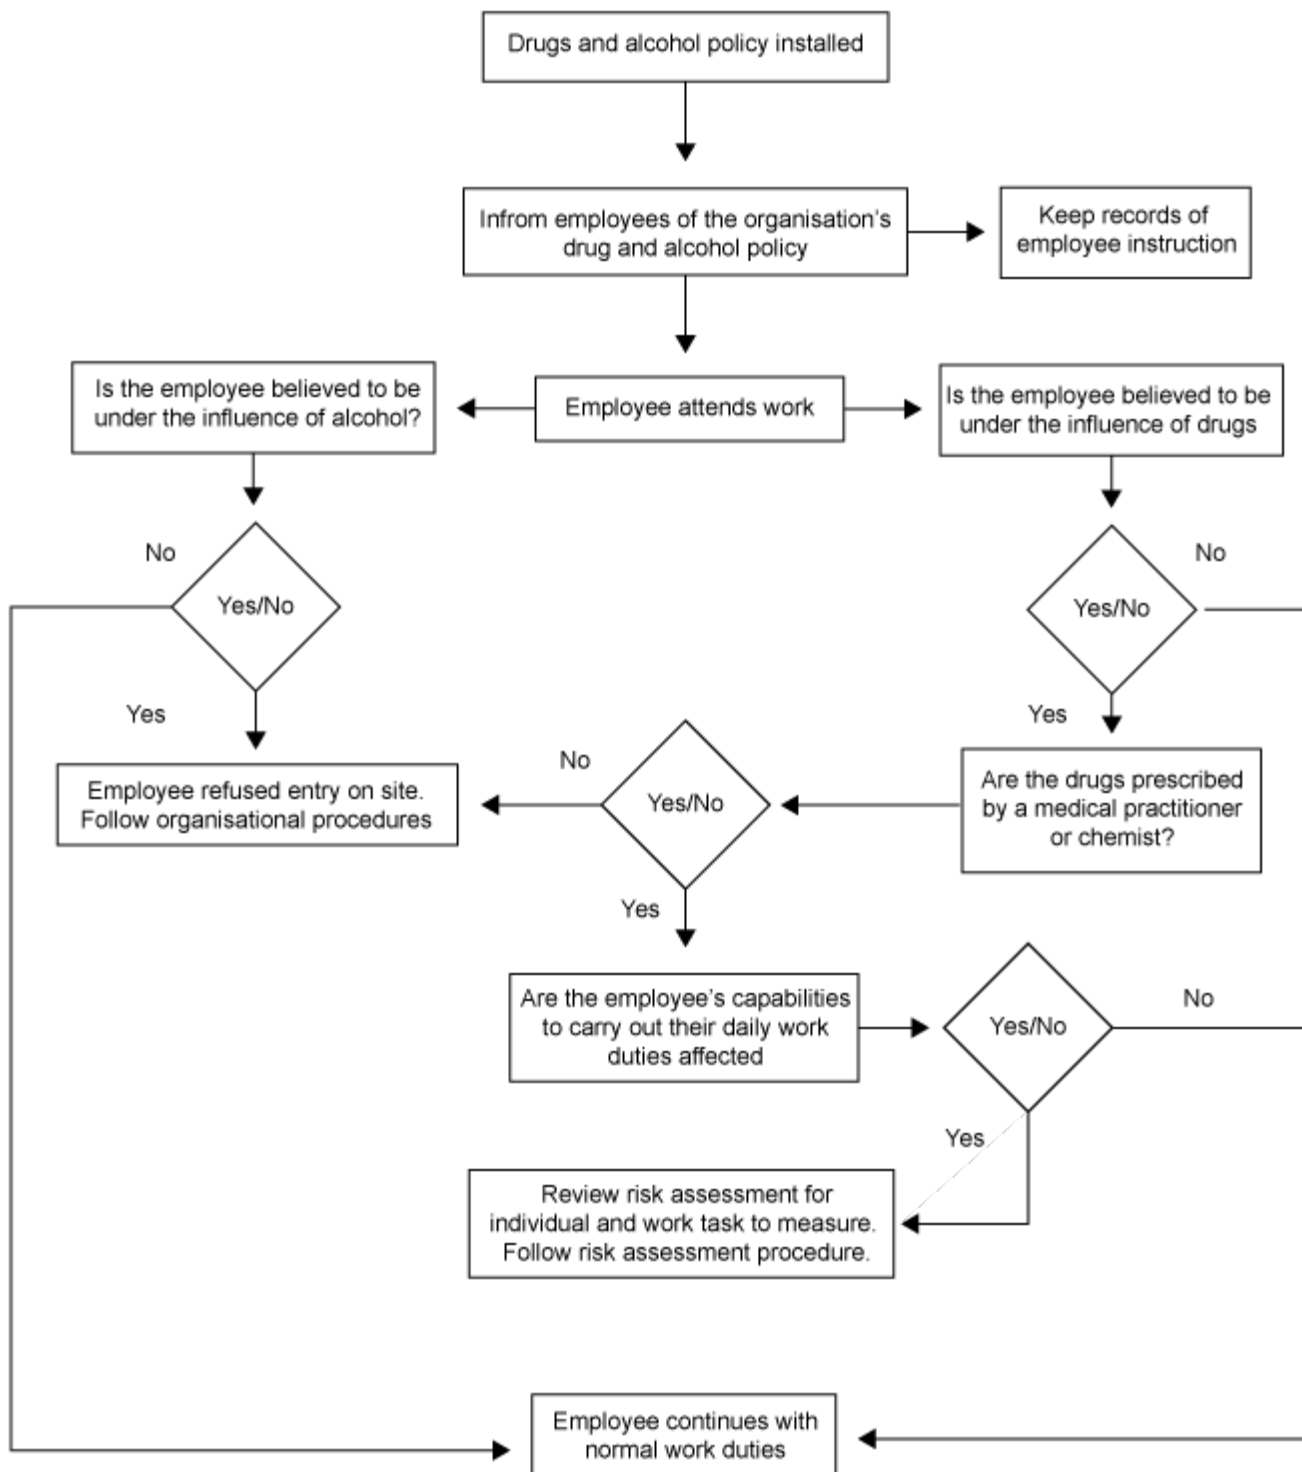 Drugs and alcohol policy installed
Infrom employees of the organisation's
drug and alcohol policy
Keep records of
employee instruction
Is the employee believed to be
under the influence of alcohol?
Employee attends work
Is the employee believed to be
under the influence of drugs
No
Yes/No
Yes
Yes/No
No
Yes
Employee refused entry on site.
Follow organisational procedures
No
Yes/No
Yes
Are the drugs prescribed
by a medical practitioner
or chemist?
Are the employee's capabilities
to carry out their daily work
duties affected
Yes/No
No
Yes
Review risk assessment for
individual and work task to measure.
Follow risk assessment procedure.
Employee continues with
normal work duties